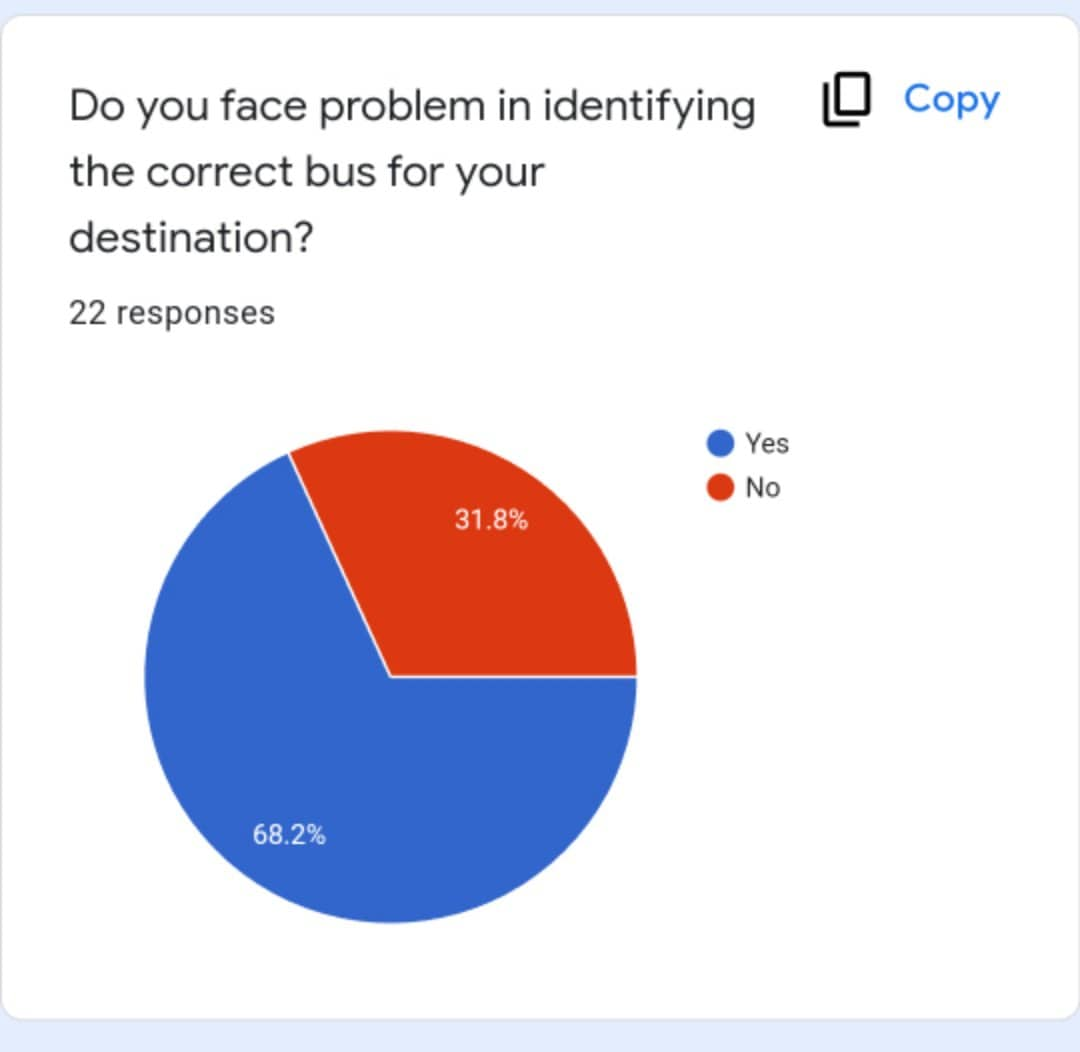 Do you face problem in identifying
the correct bus for your
destination?
Copy
22 responses
Yes
No
31.8%
68.2%